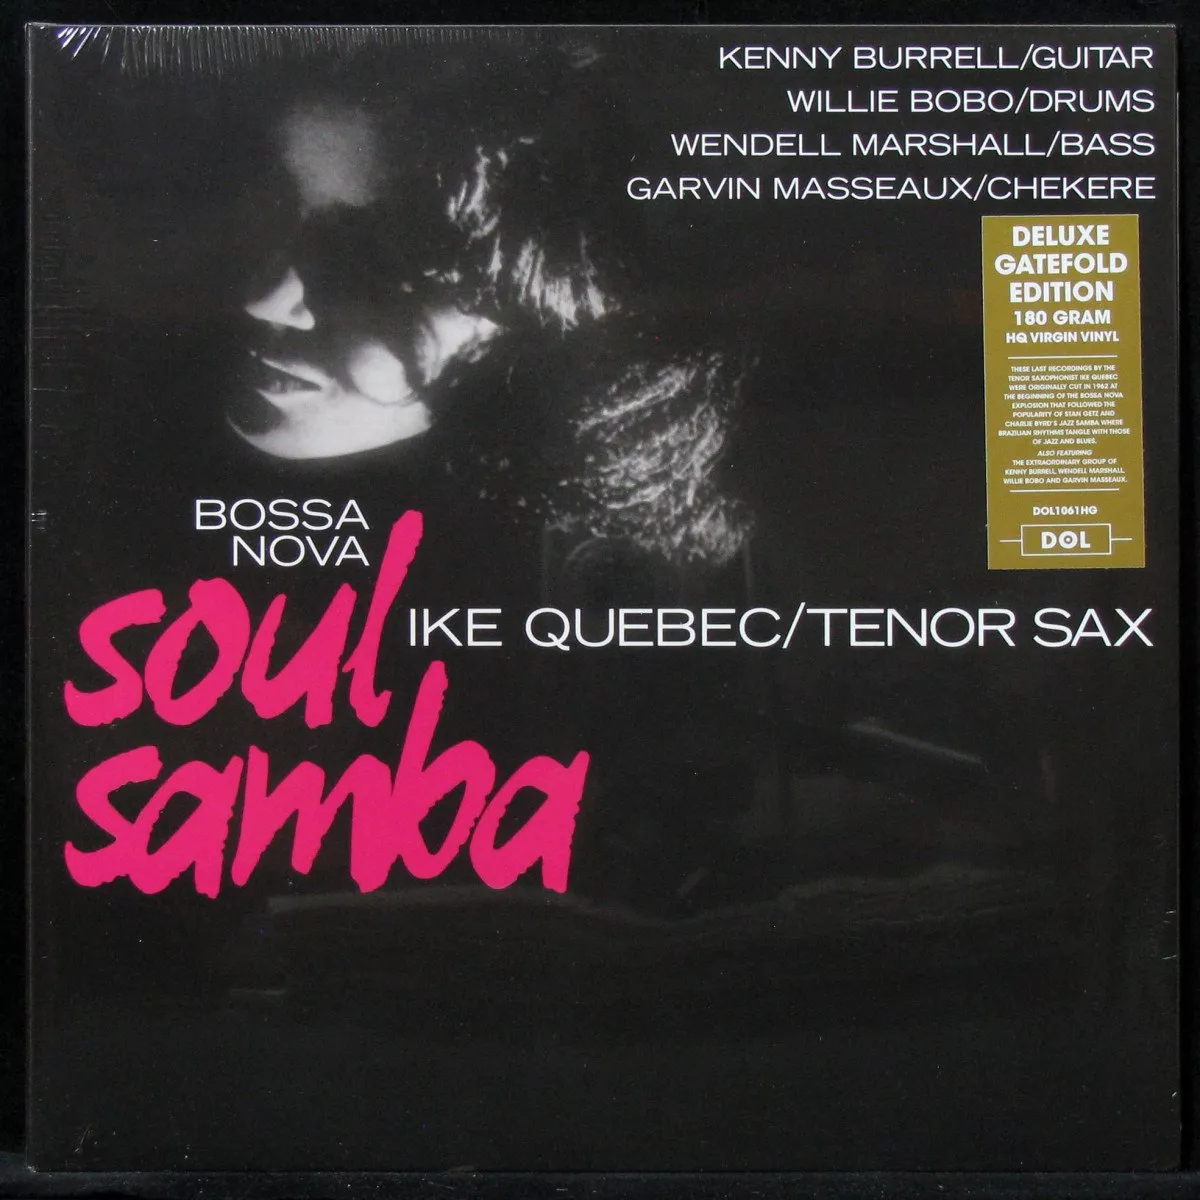 KENNY BURRELL/GUITAR
WILLIE BOBO/DRUMS
WENDELL MARSHALL/BASS
GARVIN MASSEAUX/CHEKERE
DELUXE
GATEFOLD
EDITION
180 GRAM
HQ VIRGIN VINYL
THESE LAST RECORDINGS BY THE
TENOR SAXOPHONIST IKE QUEBEC
WERE ORIGINALLY CUT IN 1962 AT
THE BEGINNING OF THE BOSSA NOVA
EXPLOSION THAT FOLLOWED THE
POPULARITY OF STAN GETZ AND
CHARLIE BYRD'S JAZZ SAMBA WHERE
BRAZILIAN RHYTHMS TANGLE WITH THOSE
OF JAZZ AND BLUES.
ALSO FEATURING
THE EXTRAORDINARY GROUP OF
KENNY BURRELL, WENDELL MARSHALL,
WILLIE BOBO AND GARVIN MASSEAUX.
DOL1061HG
DOL
BOSSA
NOVA
soul
samba
IKE QUEBEC/TENOR SAX